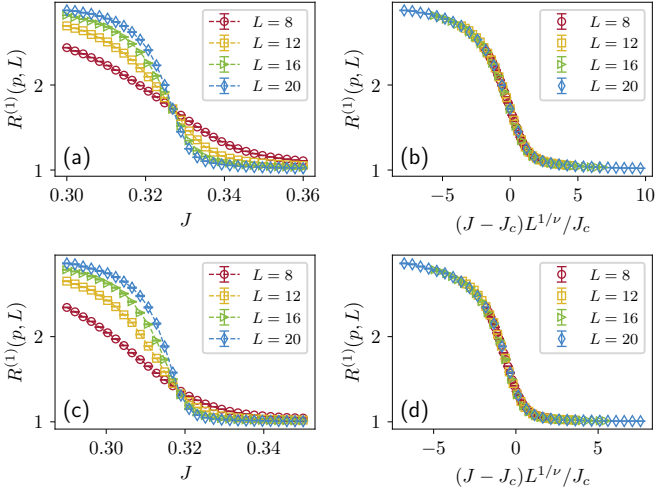 R^{(1)}(p, L)
2
1
(a)
L = 8
L = 12
L = 16
L = 20
0.30 0.32 0.34 0.36
J
R^{(1)}(p, L)
2
1
(b)
L = 8
L = 12
L = 16
L = 20
−5 0 5 10
(J − J_c)L^{1/ν}/J_c
R^{(1)}(p, L)
2
1
(c)
L = 8
L = 12
L = 16
L = 20
0.30 0.32 0.34
J
R^{(1)}(p, L)
2
1
(d)
L = 8
L = 12
L = 16
L = 20
−5 0 5
(J − J_c)L^{1/ν}/J_c